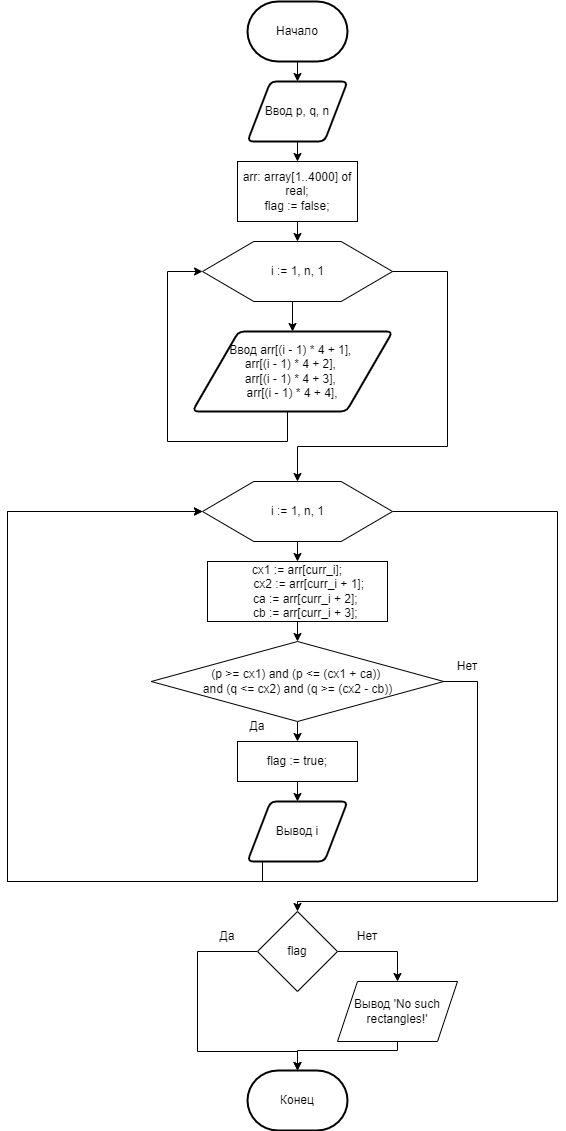 Начало
Ввод p, q, n
arr: array[1..4000] of
real;
flag := false;
i := 1, n, 1
Ввод arr[(i - 1) * 4 + 1],
arr[(i - 1) * 4 + 2],
arr[(i - 1) * 4 + 3],
arr[(i - 1) * 4 + 4],
i := 1, n, 1
cx1 := arr[curr_i];
cx2 := arr[curr_i + 1];
ca := arr[curr_i + 2];
cb := arr[curr_i + 3];
(p >= cx1) and (p <= (cx1 + ca))
and (q <= cx2) and (q >= (cx2 - cb))
Нет
Да
flag := true;
Вывод i
flag
Да
Нет
Вывод 'No such
rectangles!'
Конец